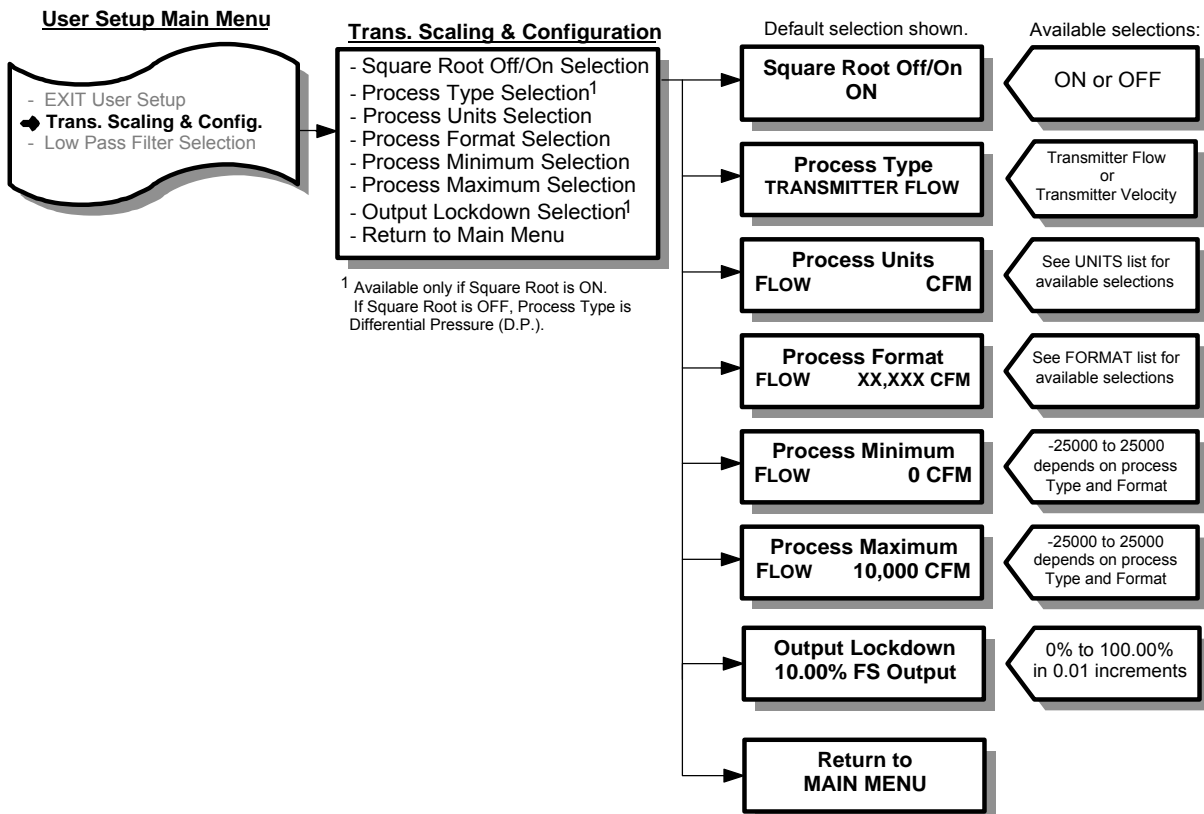 User Setup Main Menu
- EXIT User Setup
Trans. Scaling & Config.
- Low Pass Filter Selection
Trans. Scaling & Configuration
- Square Root Off/On Selection
- Process Type Selection1
- Process Units Selection
- Process Format Selection
- Process Minimum Selection
- Process Maximum Selection
- Output Lockdown Selection1
- Return to Main Menu
1 Available only if Square Root is ON.
If Square Root is OFF, Process Type is
Differential Pressure (D.P.).
Default selection shown.
Available selections:
Square Root Off/On
ON
ON or OFF
Process Type
TRANSMITTER FLOW
Transmitter Flow
or
Transmitter Velocity
Process Units
FLOW CFM
See UNITS list for
available selections
Process Format
FLOW XX,XXX CFM
See FORMAT list for
available selections
Process Minimum
FLOW 0 CFM
-25000 to 25000
depends on process
Type and Format
Process Maximum
FLOW 10,000 CFM
-25000 to 25000
depends on process
Type and Format
Output Lockdown
10.00% FS Output
0% to 100.00%
in 0.01 increments
Return to
MAIN MENU